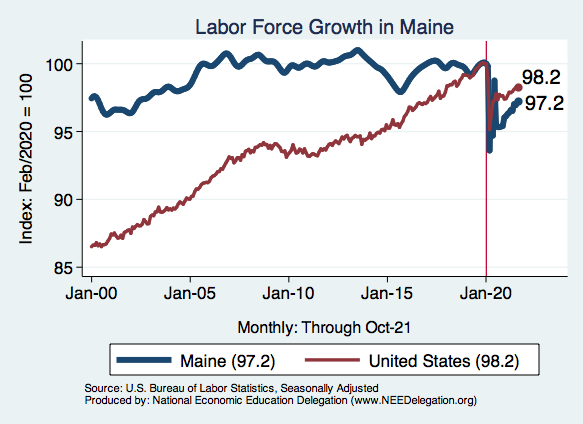 Labor Force Growth in Maine
Index: Feb/2020 = 100
100
95
90
85
98.2
97.2
Jan-00 Jan-05 Jan-10 Jan-15 Jan-20
Monthly: Through Oct-21
Maine (97.2) United States (98.2)
Source: U.S. Bureau of Labor Statistics, Seasonally Adjusted
Produced by: National Economic Education Delegation (www.NEEDelegation.org)